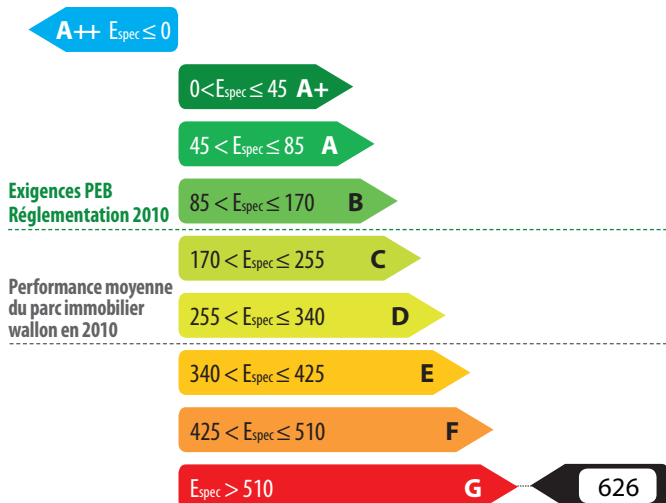 A++ Espec ≤ 0
0<Espec ≤ 45 A+
45 < Espec ≤ 85 A
Exigences PEB
Réglementation 2010
85 < Espec ≤ 170 B
170 < Espec ≤ 255 C
Performance moyenne
du parc immobilier
wallon en 2010
255 < Espec ≤ 340 D
340 < Espec ≤ 425 E
425 < Espec ≤ 510 F
Espec > 510 G 626